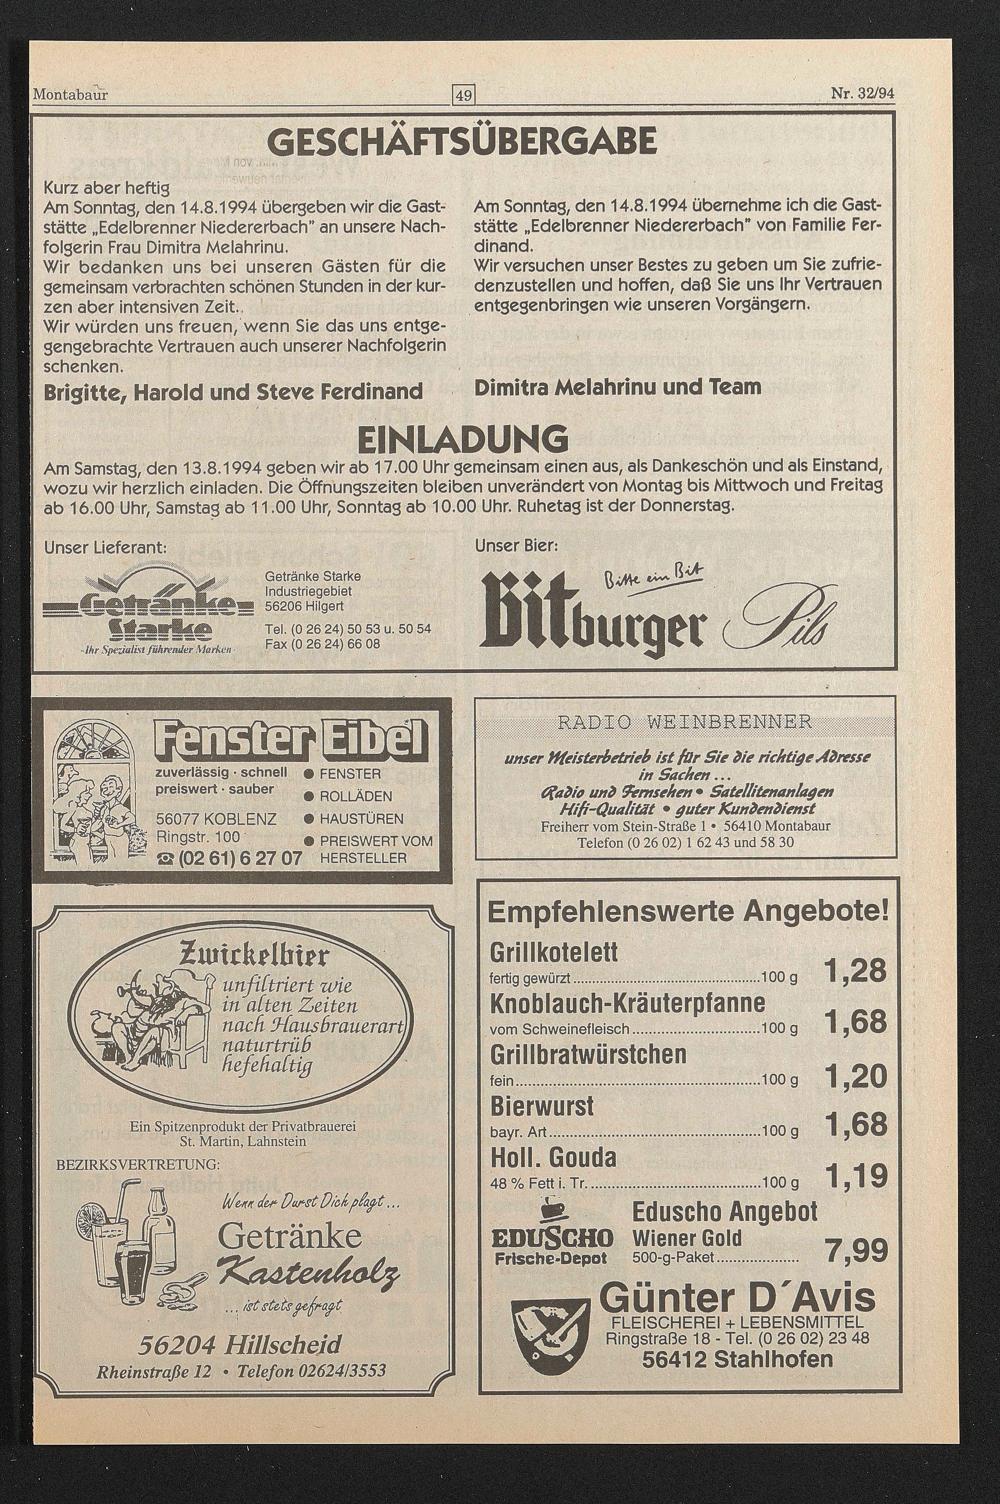 Montabaur
49
Nr. 32/94
GESCHÄFTSÜBERGABE
Kurz aber heftig
Am Sonntag, den 14.8.1994 übergeben wir die Gast-
stätte „Edelbrenner Niedererbach" an unsere Nach-
folgerin Frau Dimitra Melahrinu.
Wir bedanken uns bei unseren Gästen für die
gemeinsam verbrachten schönen Stunden in der kur-
zen aber intensiven Zeit.
Wir würden uns freuen, wenn Sie das uns entge-
gengebrachte Vertrauen auch unserer Nachfolgerin
schenken.
Brigitte, Harold und Steve Ferdinand
Am Sonntag, den 14.8.1994 übernehme ich die Gast-
stätte „Edelbrenner Niedererbach" von Familie Fer-
dinand.
Wir versuchen unser Bestes zu geben um Sie zufrie-
denzustellen und hoffen, daß Sie uns Ihr Vertrauen
entgegenbringen wie unseren Vorgängern.
Dimitra Melahrinu und Team
EINLADUNG
Am Samstag, den 13.8.1994 geben wir ab 17.00 Uhr gemeinsam einen aus, als Dankeschön und als Einstand,
wozu wir herzlich einladen. Die Öffnungszeiten bleiben unverändert von Montag bis Mittwoch und Freitag
ab 16.00 Uhr, Samstag ab 11.00 Uhr, Sonntag ab 10.00 Uhr. Ruhetag ist der Donnerstag.
Unser Lieferant:
Getränke
Starke
-Ihr Spezialist führender Marken-
Getränke Starke
Industriegebiet
56206 Hilgert
Tel. (0 26 24) 50 53 u. 50 54
Fax (0 26 24) 66 08
Unser Bier:
Bitte ein Bit
Bitburger Pils
Fenster Eibel
zuverlässig · schnell
preiswert · sauber
56077 KOBLENZ
Ringstr. 100
☎ (02 61) 6 27 07
● FENSTER
● ROLLÄDEN
● HAUSTÜREN
● PREISWERT VOM
HERSTELLER
RADIO WEINBRENNER
unser Meisterbetrieb ist für Sie die richtige Adresse
in Sachen ...
Radio und Fernsehen • Satellitenanlagen
Hifi-Qualität • guter Kundendienst
Freiherr vom Stein-Straße 1 • 56410 Montabaur
Telefon (0 26 02) 1 62 43 und 58 30
Zwickelbier
unfiltriert wie
in alten Zeiten
nach Hausbrauerart
naturtrüb
hefehaltig
Ein Spitzenprodukt der Privatbrauerei
St. Martin, Lahnstein
BEZIRKSVERTRETUNG:
Wenn der Durst Dich plagt ...
Getränke
Kastenholz
... ist stets gefragt
56204 Hillscheid
Rheinstraße 12 • Telefon 02624/3553
Empfehlenswerte Angebote!
Grillkotelett
fertig gewürzt ... 100 g 1,28
Knoblauch-Kräuterpfanne
vom Schweinefleisch ... 100 g 1,68
Grillbratwürstchen
fein ... 100 g 1,20
Bierwurst
bayr. Art ... 100 g 1,68
Holl. Gouda
48 % Fett i. Tr. ... 100 g 1,19
EDUSCHO
Frische-Depot
Eduscho Angebot
Wiener Gold
500-g-Paket ... 7,99
Günter D´Avis
FLEISCHEREI + LEBENSMITTEL
Ringstraße 18 - Tel. (0 26 02) 23 48
56412 Stahlhofen